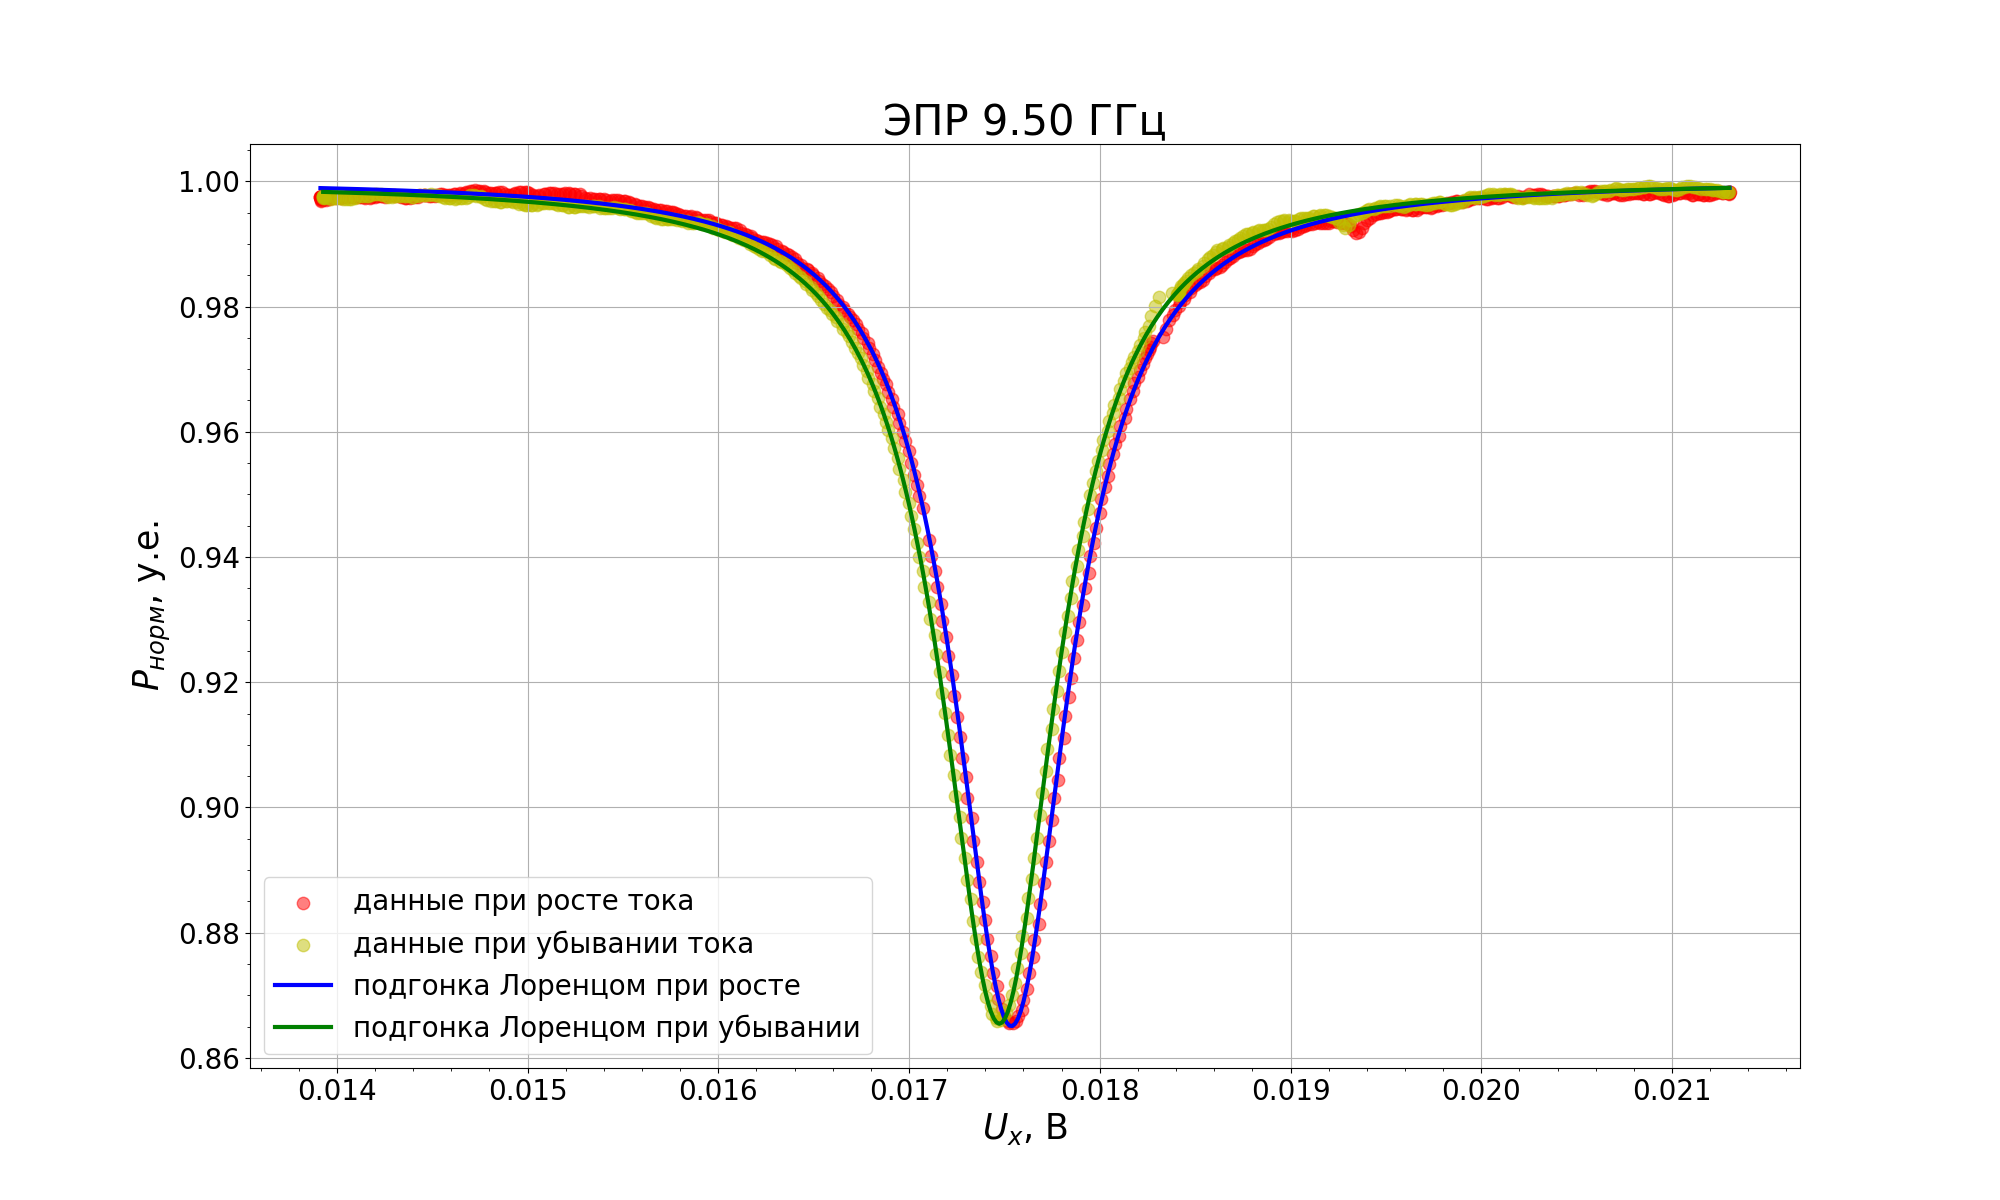 ЭПР 9.50 ГГц
1.00
0.98
0.96
0.94
0.92
0.90
0.88
0.86
Pнорм, у.е.
данные при росте тока
данные при убывании тока
подгонка Лоренцом при росте
подгонка Лоренцом при убывании
0.014 0.015 0.016 0.017 0.018 0.019 0.020 0.021
Ux, В